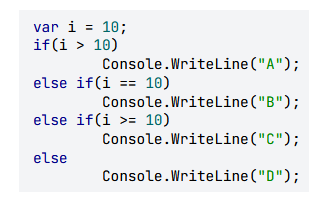 var i = 10;
if(i > 10)
        Console.WriteLine("A");
else if(i == 10)
        Console.WriteLine("B");
else if(i >= 10)
        Console.WriteLine("C");
else
        Console.WriteLine("D");